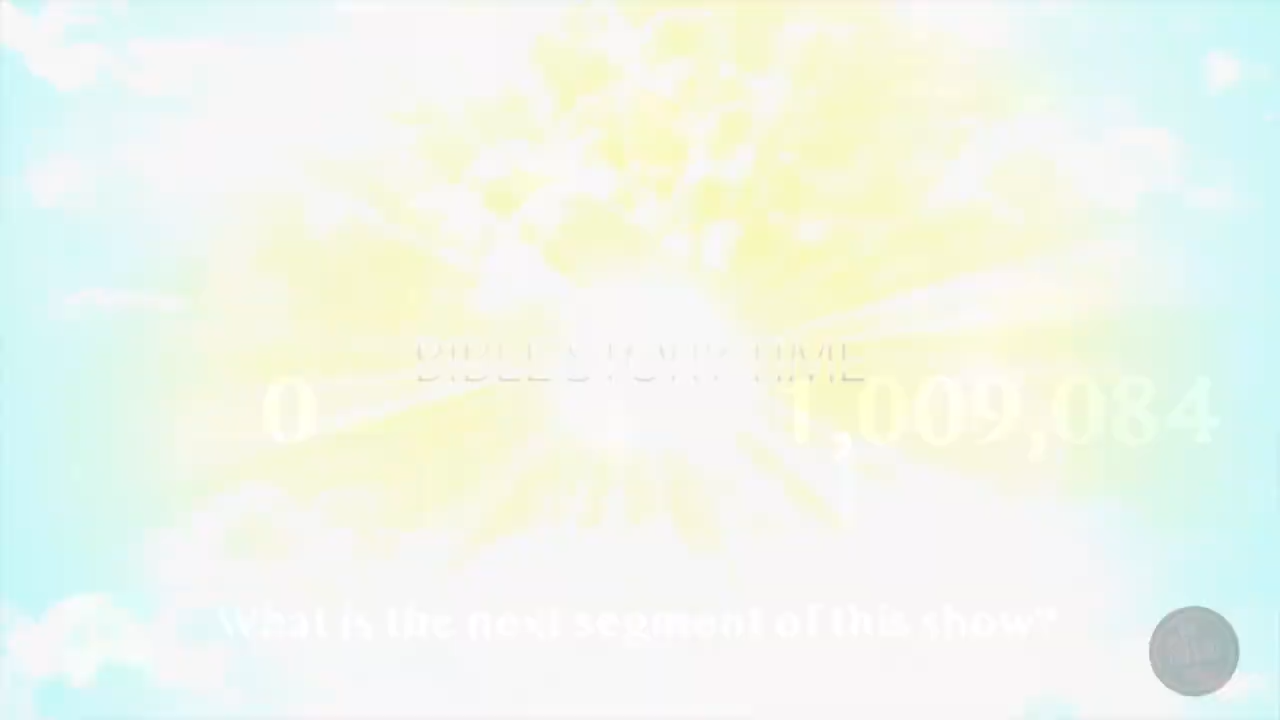 BIBLE STORY TIME
0
1,009,084
What is the next segment of this show?